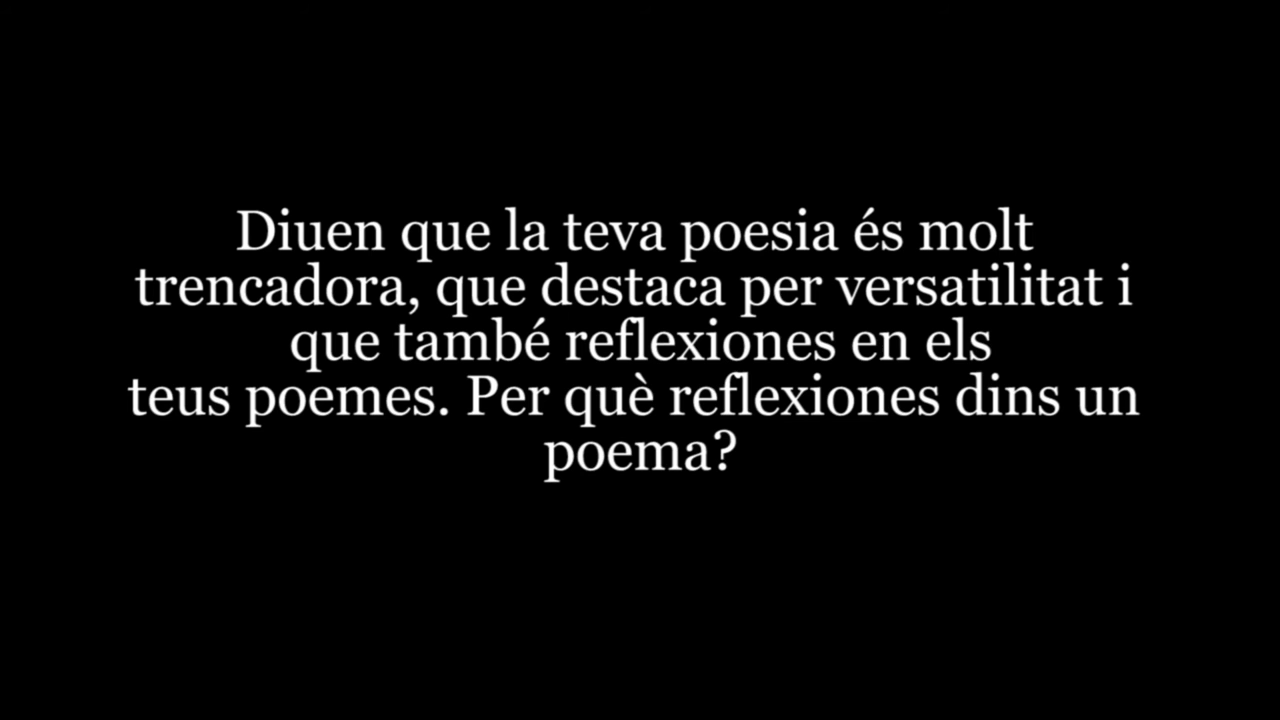 Diuen que la teva poesia és molt
trencadora, que destaca per versatilitat i
que també reflexiones en els
teus poemes. Per què reflexiones dins un
poema?